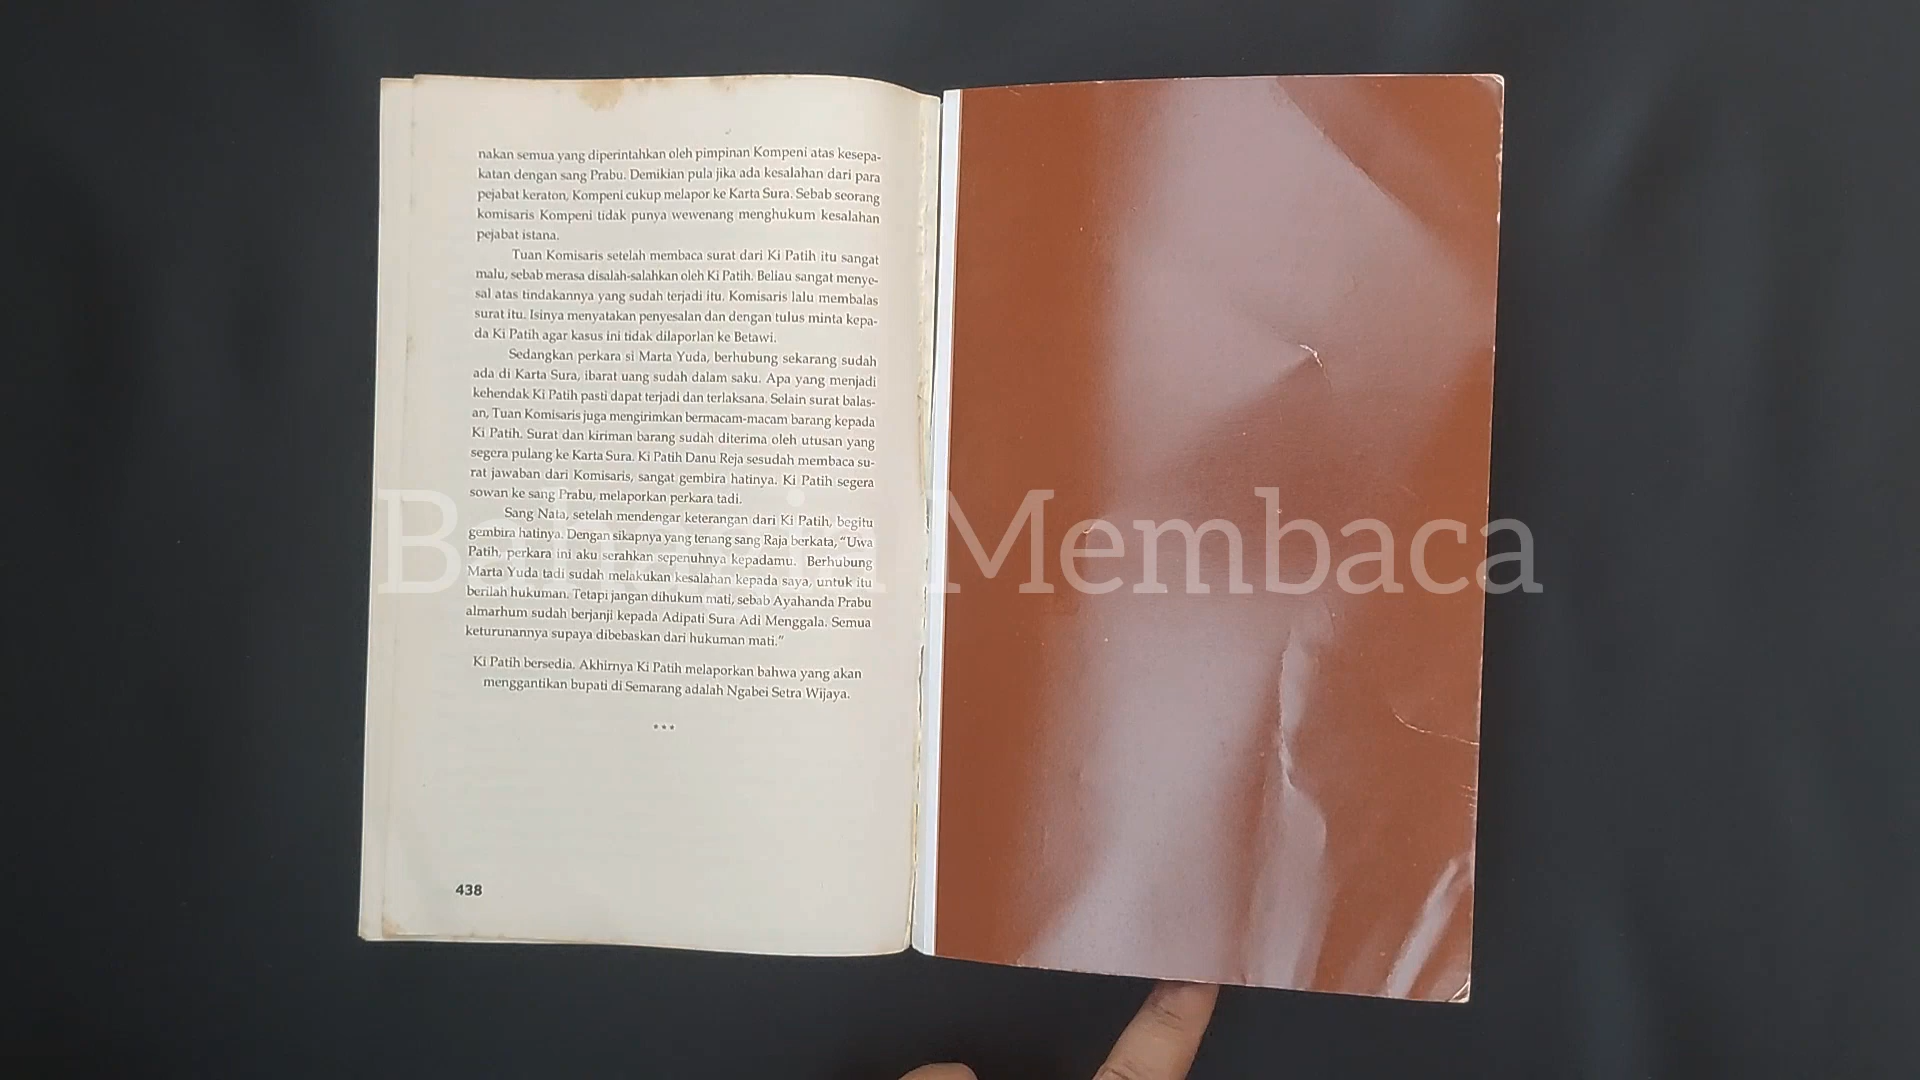 nakan semua yang diperintahkan oleh pimpinan Kompeni atas kesepa-
katan dengan sang Prabu. Demikian pula jika ada kesalahan dari para
pejabat keraton, Kompeni cukup melapor ke Karta Sura. Sebab seorang
komisaris Kompeni tidak punya wewenang menghukum kesalahan
pejabat istana.
Tuan Komisaris setelah membaca surat dari Ki Patih itu sangat
malu, sebab merasa disalah-salahkan oleh Ki Patih. Beliau sangat menye-
sal atas tindakannya yang sudah terjadi itu. Komisaris lalu membalas
surat itu. Isinya menyatakan penyesalan dan dengan tulus minta kepa-
da Ki Patih agar kasus ini tidak dilaporlan ke Betawi.
Sedangkan perkara si Marta Yuda, berhubung sekarang sudah
ada di Karta Sura, ibarat uang sudah dalam saku. Apa yang menjadi
kehendak Ki Patih pasti dapat terjadi dan terlaksana. Selain surat balas-
an, Tuan Komisaris juga mengirimkan bermacam-macam barang kepada
Ki Patih. Surat dan kiriman barang sudah diterima oleh utusan yang
segera pulang ke Karta Sura. Ki Patih Danu Reja sesudah membaca su-
rat jawaban dari Komisaris, sangat gembira hatinya. Ki Patih segera
sowan ke sang Prabu, melaporkan perkara tadi.
Sang Nata, setelah mendengar keterangan dari Ki Patih, begitu
gembira hatinya. Dengan sikapnya yang tenang sang Raja berkata, “Uwa
Patih, perkara ini aku serahkan sepenuhnya kepadamu. Berhubung
Marta Yuda tadi sudah melakukan kesalahan kepada saya, untuk itu
berilah hukuman. Tetapi jangan dihukum mati, sebab Ayahanda Prabu
almarhum sudah berjanji kepada Adipati Sura Adi Menggala. Semua
keturunannya supaya dibebaskan dari hukuman mati.”
Ki Patih bersedia. Akhirnya Ki Patih melaporkan bahwa yang akan
menggantikan bupati di Semarang adalah Ngabei Setra Wijaya.
***
438
Bahagia Membaca